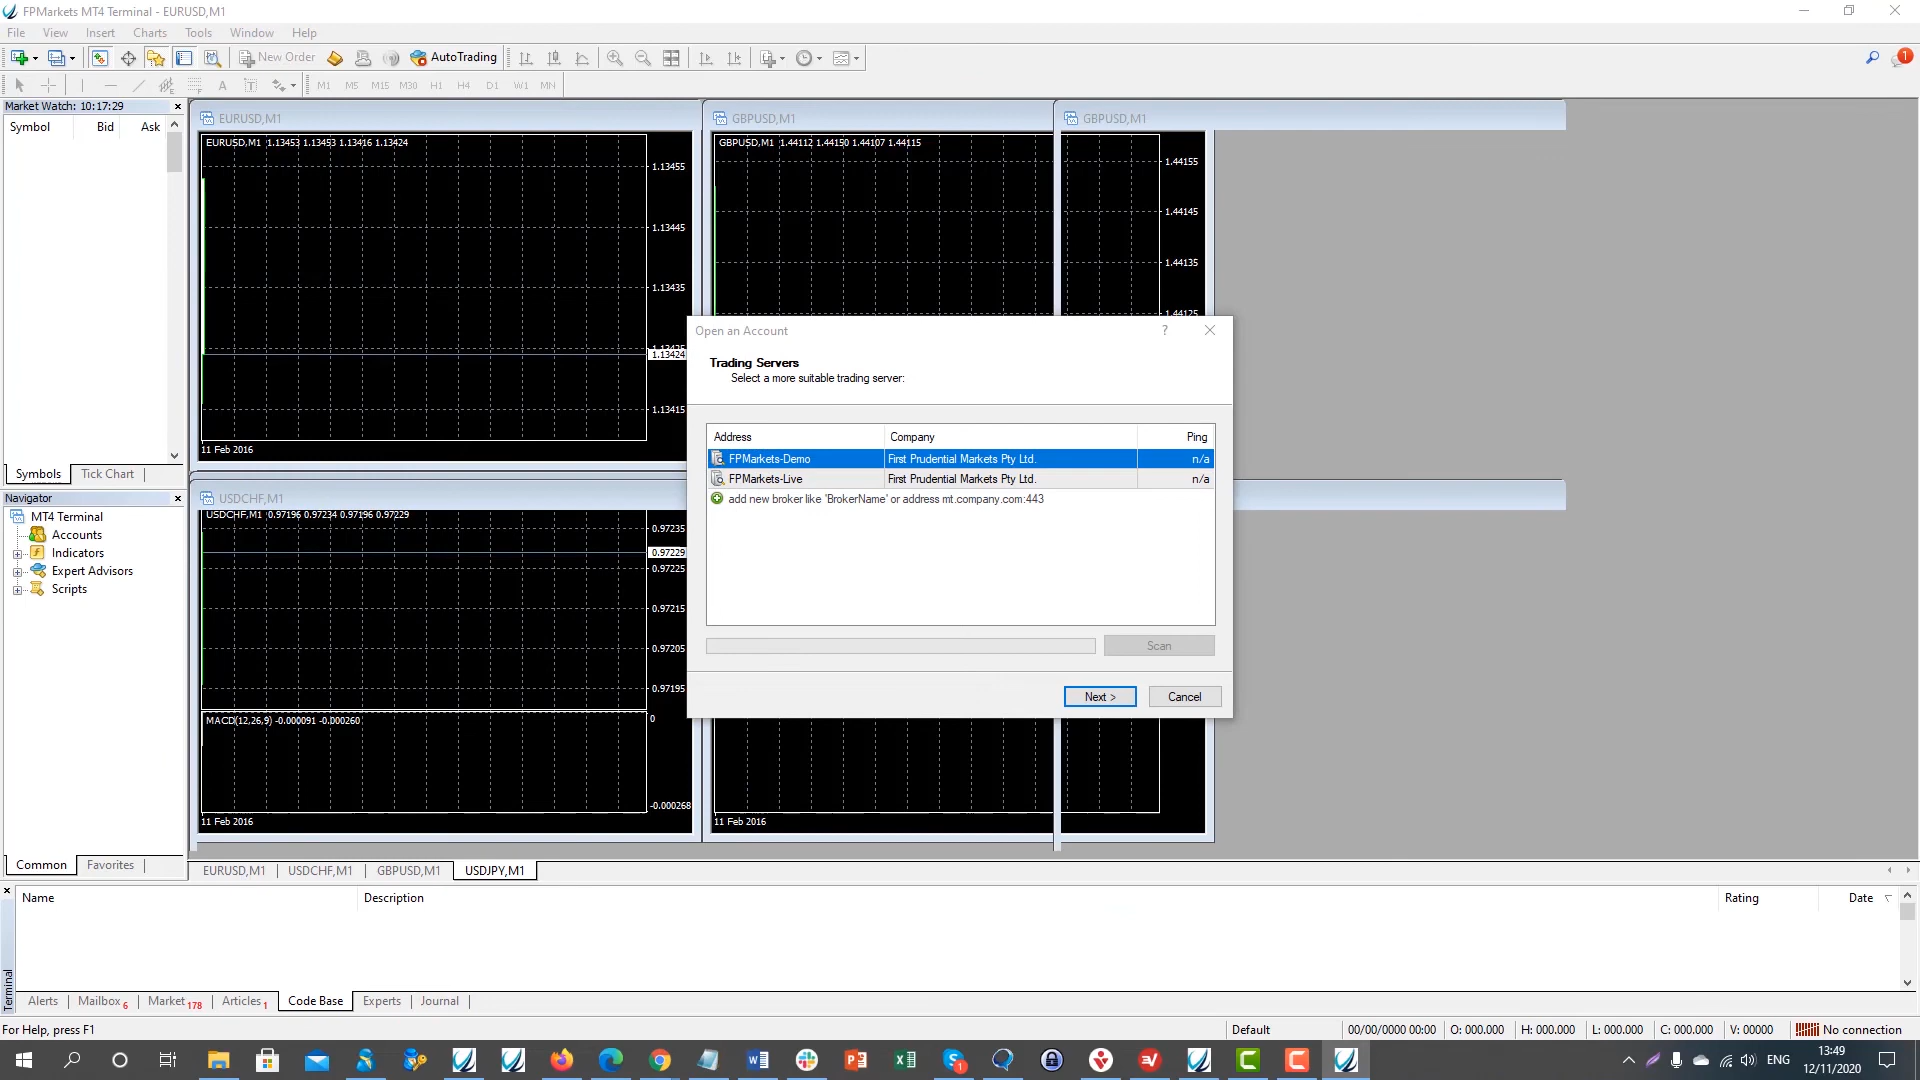 FPMarkets MT4 Terminal - EURUSD,M1
File View Insert Charts Tools Window Help
New Order AutoTrading 1
A T M1 M5 M15 M30 H1 H4 D1 W1 MN
Market Watch: 10:17:29
Symbol Bid Ask
Symbols Tick Chart
Navigator
MT4 Terminal
Accounts
Indicators
Expert Advisors
Scripts
Common Favorites
EURUSD,M1
EURUSD,M1 1.13453 1.13453 1.13416 1.13424
1.13455
1.13445
1.13435
1.13425
1.13424
1.13415
11 Feb 2016
GBPUSD,M1
GBPUSD,M1 1.44112 1.44150 1.44107 1.44115
GBPUSD,M1
1.44155
1.44145
1.44135
1.44125
USDCHF,M1
USDCHF,M1 0.97196 0.97234 0.97196 0.97229
0.97235
0.97229
0.97225
0.97215
0.97205
0.97195
MACD(12,26,9) -0.000091 -0.000260
0
-0.000268
11 Feb 2016
11 Feb 2016
Open an Account ?
Trading Servers
Select a more suitable trading server:
Address Company Ping
FPMarkets-Demo First Prudential Markets Pty Ltd. n/a
FPMarkets-Live First Prudential Markets Pty Ltd. n/a
add new broker like 'BrokerName' or address mt.company.com:443
Scan
Next > Cancel
EURUSD,M1 USDCHF,M1 GBPUSD,M1 USDJPY,M1
Name Description Rating Date
Terminal
Alerts Mailbox 6 Market 178 Articles 1 Code Base Experts Journal
For Help, press F1 Default 00/00/0000 00:00 O: 000.000 H: 000.000 L: 000.000 C: 000.000 V: 00000 No connection
ENG 13:49
12/11/2020